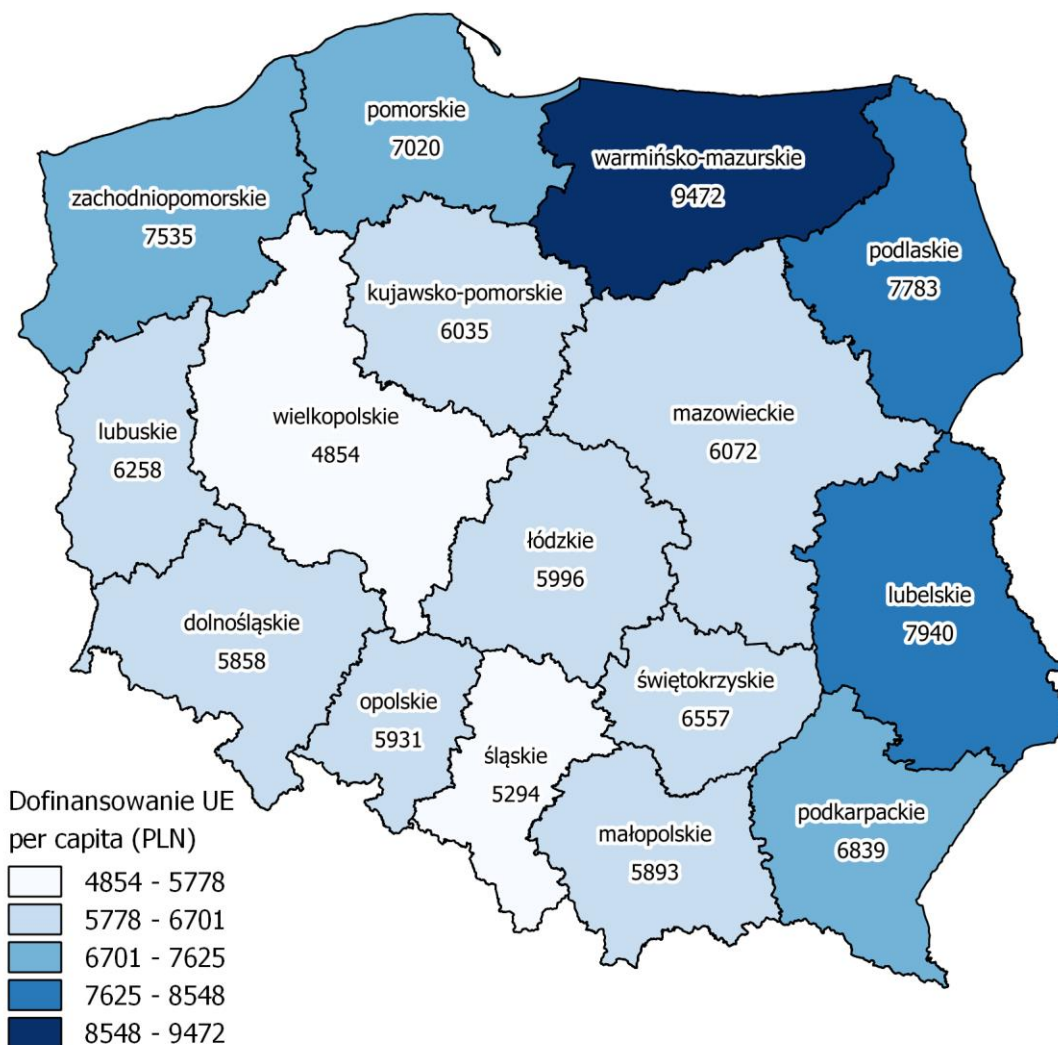 pomorskie
7020
warmińsko-mazurskie
9472
zachodniopomorskie
7535
podlaskie
7783
kujawsko-pomorskie
6035
wielkopolskie
4854
mazowieckie
6072
lubuskie
6258
łódzkie
5996
lubelskie
7940
dolnośląskie
5858
opolskie
5931
świętokrzyskie
6557
śląskie
5294
małopolskie
5893
podkarpackie
6839
Dofinansowanie UE
per capita (PLN)
4854 - 5778
5778 - 6701
6701 - 7625
7625 - 8548
8548 - 9472